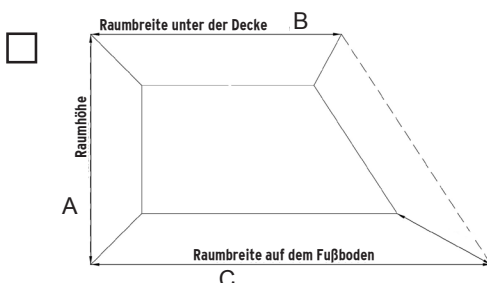 Raumbreite unter der Decke B
Raumhöhe
A
Raumbreite auf dem Fußboden
C